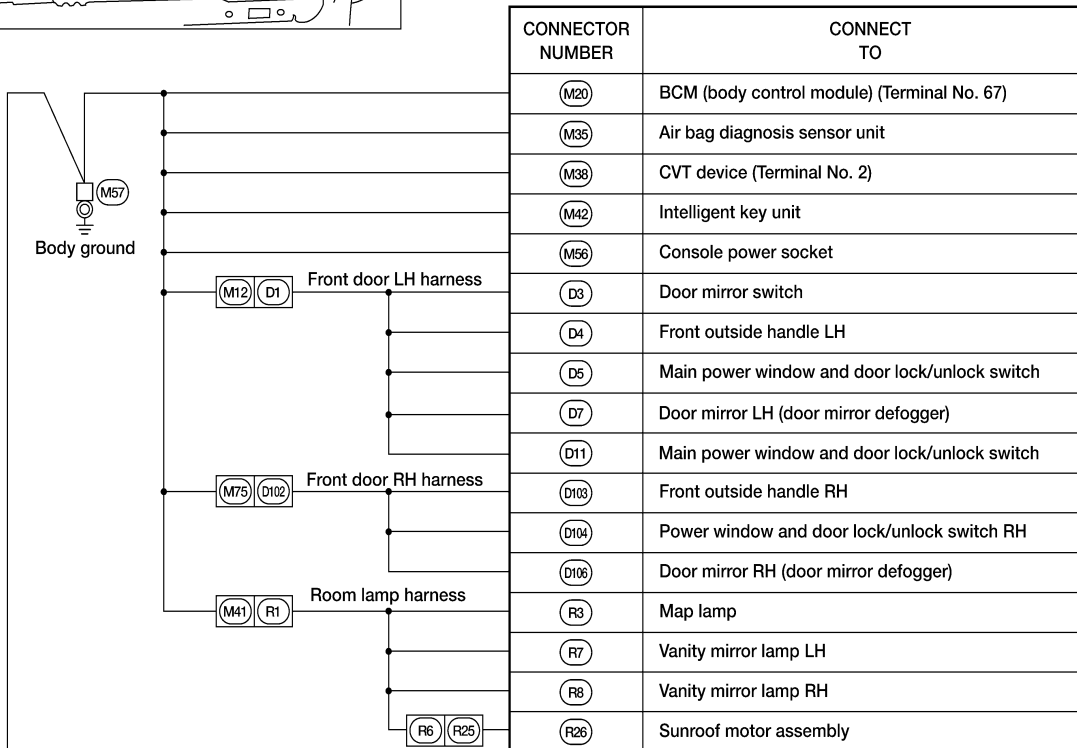 CONNECTOR NUMBER CONNECT TO
M20 BCM (body control module) (Terminal No. 67)
M35 Air bag diagnosis sensor unit
M38 CVT device (Terminal No. 2)
M57
M42 Intelligent key unit
Body ground
M56 Console power socket
Front door LH harness
M12 D1 D3 Door mirror switch
D4 Front outside handle LH
D5 Main power window and door lock/unlock switch
D7 Door mirror LH (door mirror defogger)
D11 Main power window and door lock/unlock switch
Front door RH harness
M75 D102 D103 Front outside handle RH
D104 Power window and door lock/unlock switch RH
D106 Door mirror RH (door mirror defogger)
Room lamp harness
M41 R1 R3 Map lamp
R7 Vanity mirror lamp LH
R8 Vanity mirror lamp RH
R6 R25 R26 Sunroof motor assembly